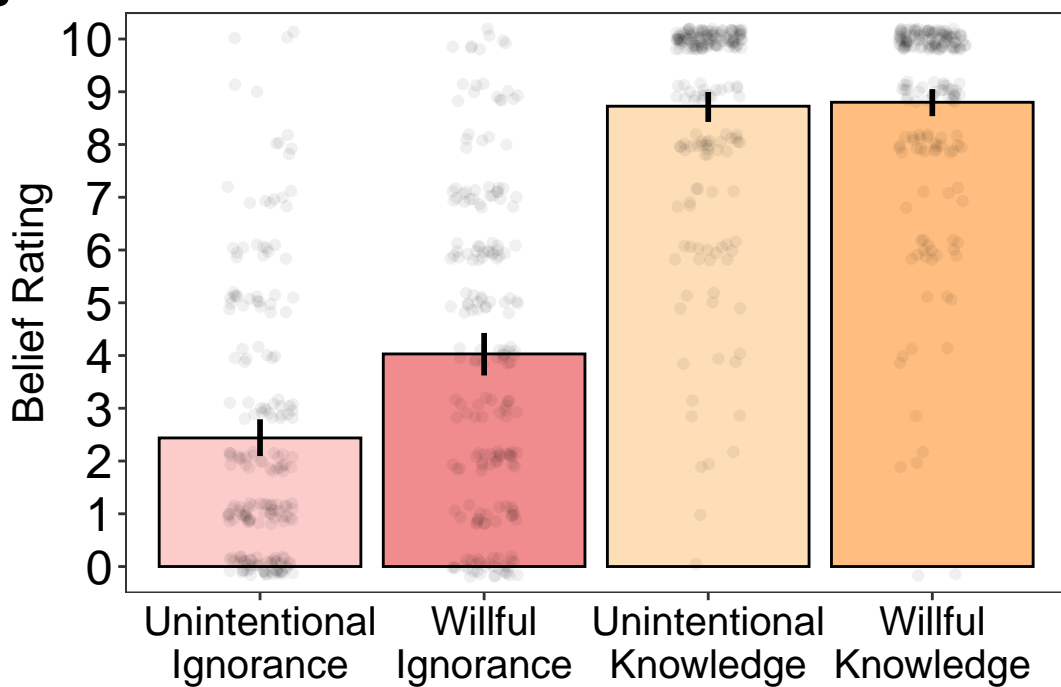 10
9
8
7
6
5
4
3
2
1
0
Belief Rating
Unintentional
Ignorance
Willful
Ignorance
Unintentional
Knowledge
Willful
Knowledge